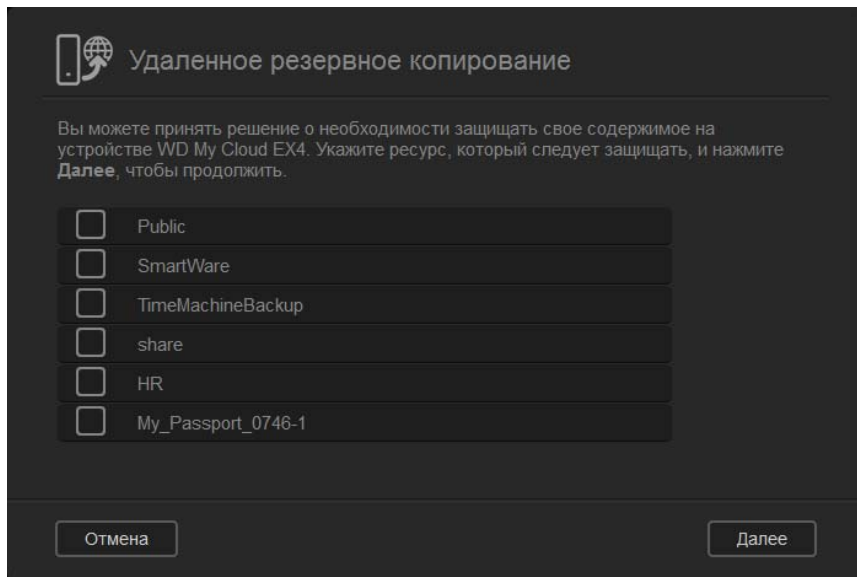 Удаленное резервное копирование
Вы можете принять решение о необходимости защищать свое содержимое на
устройстве WD My Cloud EX4. Укажите ресурс, который следует защищать, и нажмите
Далее, чтобы продолжить.
Public
SmartWare
TimeMachineBackup
share
HR
My_Passport_0746-1
Отмена
Далее